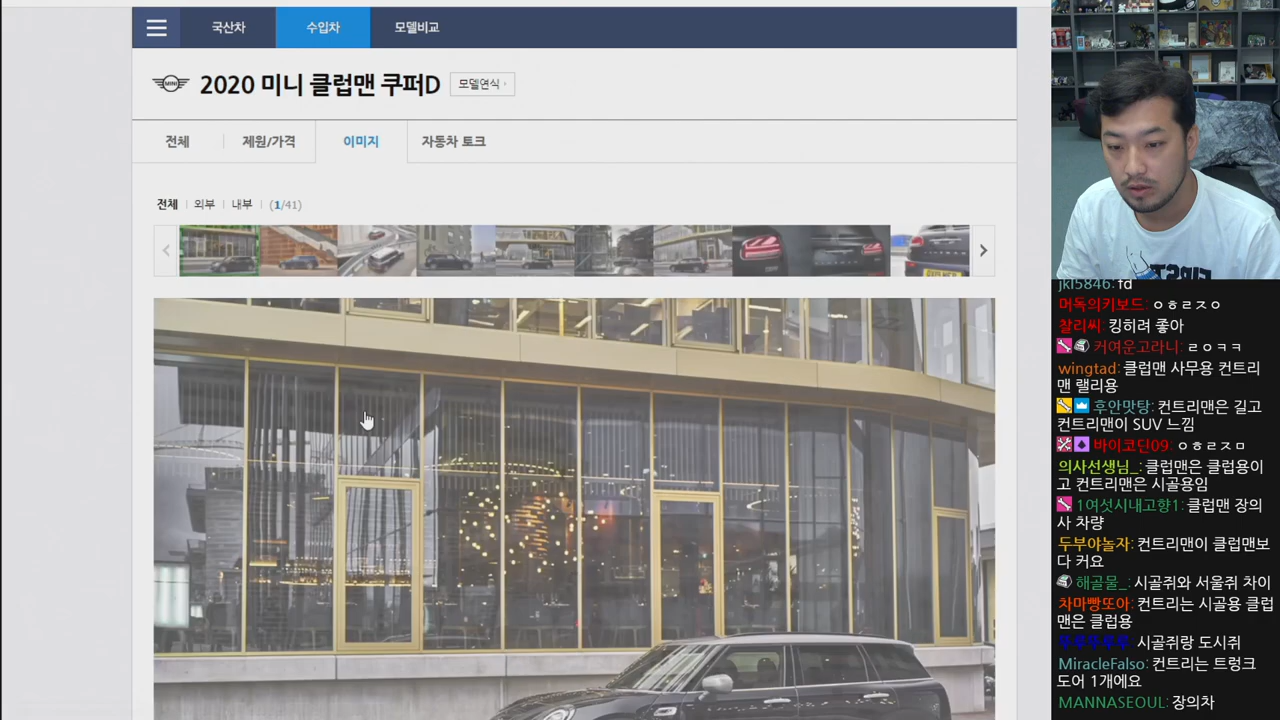 국산차
수입차
모델비교
MINI
2020 미니 클럽맨 쿠퍼D
모델연식
전체
제원/가격
이미지
자동차 토크
전체 | 외부 | 내부 | (1/41)
jkl5846: fd
머독의키보드: ㅇㅎㄹㅈㅇ
찰리씨: 킹히려 좋아
커여운고라니: ㄹㅇㅋㅋ
wingtad: 클럽맨 사무용 컨트리
맨 랠리용
후안맛탕: 컨트리맨은 길고
컨트리맨이 SUV 느낌
바이코딘09: ㅇㅎㄹㅈㅁ
의사선생님_: 클럽맨은 클럽용이
고 컨트리맨은 시골용임
1여섯시내고향1: 클럽맨 장의
사 차량
두부야놀자: 컨트리맨이 클럽맨보
다 커요
해골물_: 시골쥐와 서울쥐 차이
차마빵또아: 컨트리는 시골용 클럽
맨은 클럽용
시골쥐랑 도시쥐
MiracleFalso: 컨트리는 트렁크
도어 1개에요
MANNASEOUL: 장의차